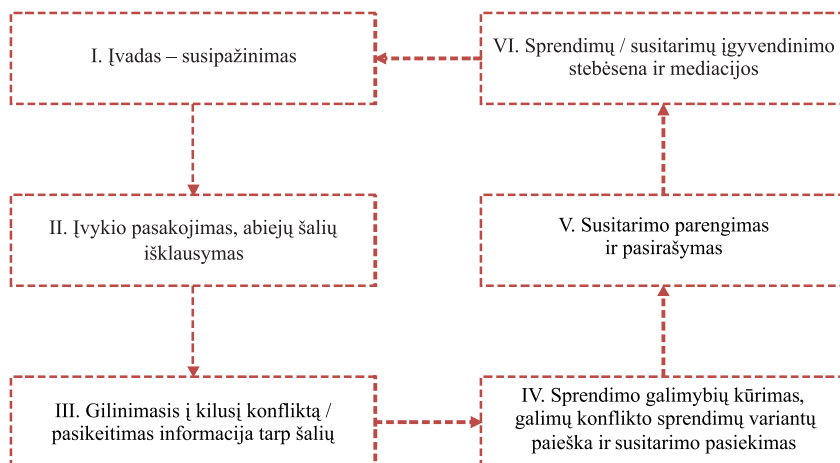 I. Įvadas – susipažinimas
II. Įvykio pasakojimas, abiejų šalių
išklausymas
III. Gilinimasis į kilusį konfliktą /
pasikeitimas informacija tarp šalių
IV. Sprendimo galimybių kūrimas,
galimų konflikto sprendimų variantų
paieška ir susitarimo pasiekimas
V. Susitarimo parengimas
ir pasirašymas
VI. Sprendimų / susitarimų įgyvendinimo
stebėsena ir mediacijos